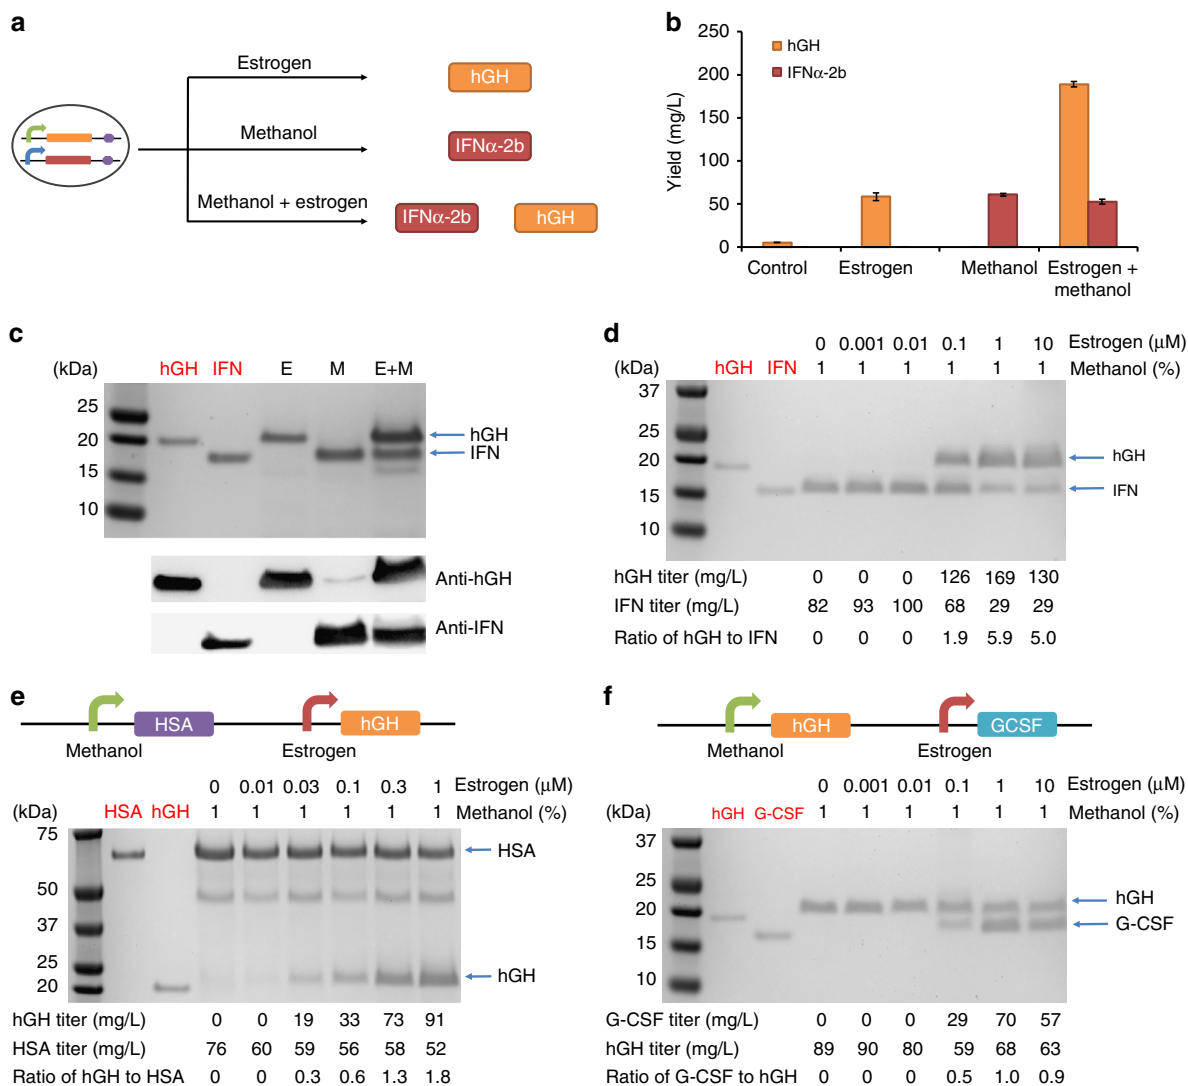 a
Estrogen
hGH
Methanol
IFNα-2b
Methanol + estrogen
IFNα-2b hGH
b
250
200
150
100
50
0
Yield (mg/L)
hGH
IFNα-2b
Control Estrogen Methanol Estrogen + methanol
c
(kDa) hGH IFN E M E+M
25
20
15
10
hGH
IFN
Anti-hGH
Anti-IFN
d
0 0.001 0.01 0.1 1 10 Estrogen (μM)
(kDa) hGH IFN 1 1 1 1 1 1 Methanol (%)
37
25
20
15
10
hGH
IFN
hGH titer (mg/L) 0 0 0 126 169 130
IFN titer (mg/L) 82 93 100 68 29 29
Ratio of hGH to IFN 0 0 0 1.9 5.9 5.0
e
HSA hGH
Methanol Estrogen
0 0.01 0.03 0.1 0.3 1 Estrogen (μM)
(kDa) HSA hGH 1 1 1 1 1 1 Methanol (%)
75
50
37
25
20
HSA
hGH
hGH titer (mg/L) 0 0 19 33 73 91
HSA titer (mg/L) 76 60 59 56 58 52
Ratio of hGH to HSA 0 0 0.3 0.6 1.3 1.8
f
hGH GCSF
Methanol Estrogen
0 0.001 0.01 0.1 1 10 Estrogen (μM)
(kDa) hGH G-CSF 1 1 1 1 1 1 Methanol (%)
37
25
20
15
10
hGH
G-CSF
G-CSF titer (mg/L) 0 0 0 29 70 57
hGH titer (mg/L) 89 90 80 59 68 63
Ratio of G-CSF to hGH 0 0 0 0.5 1.0 0.9